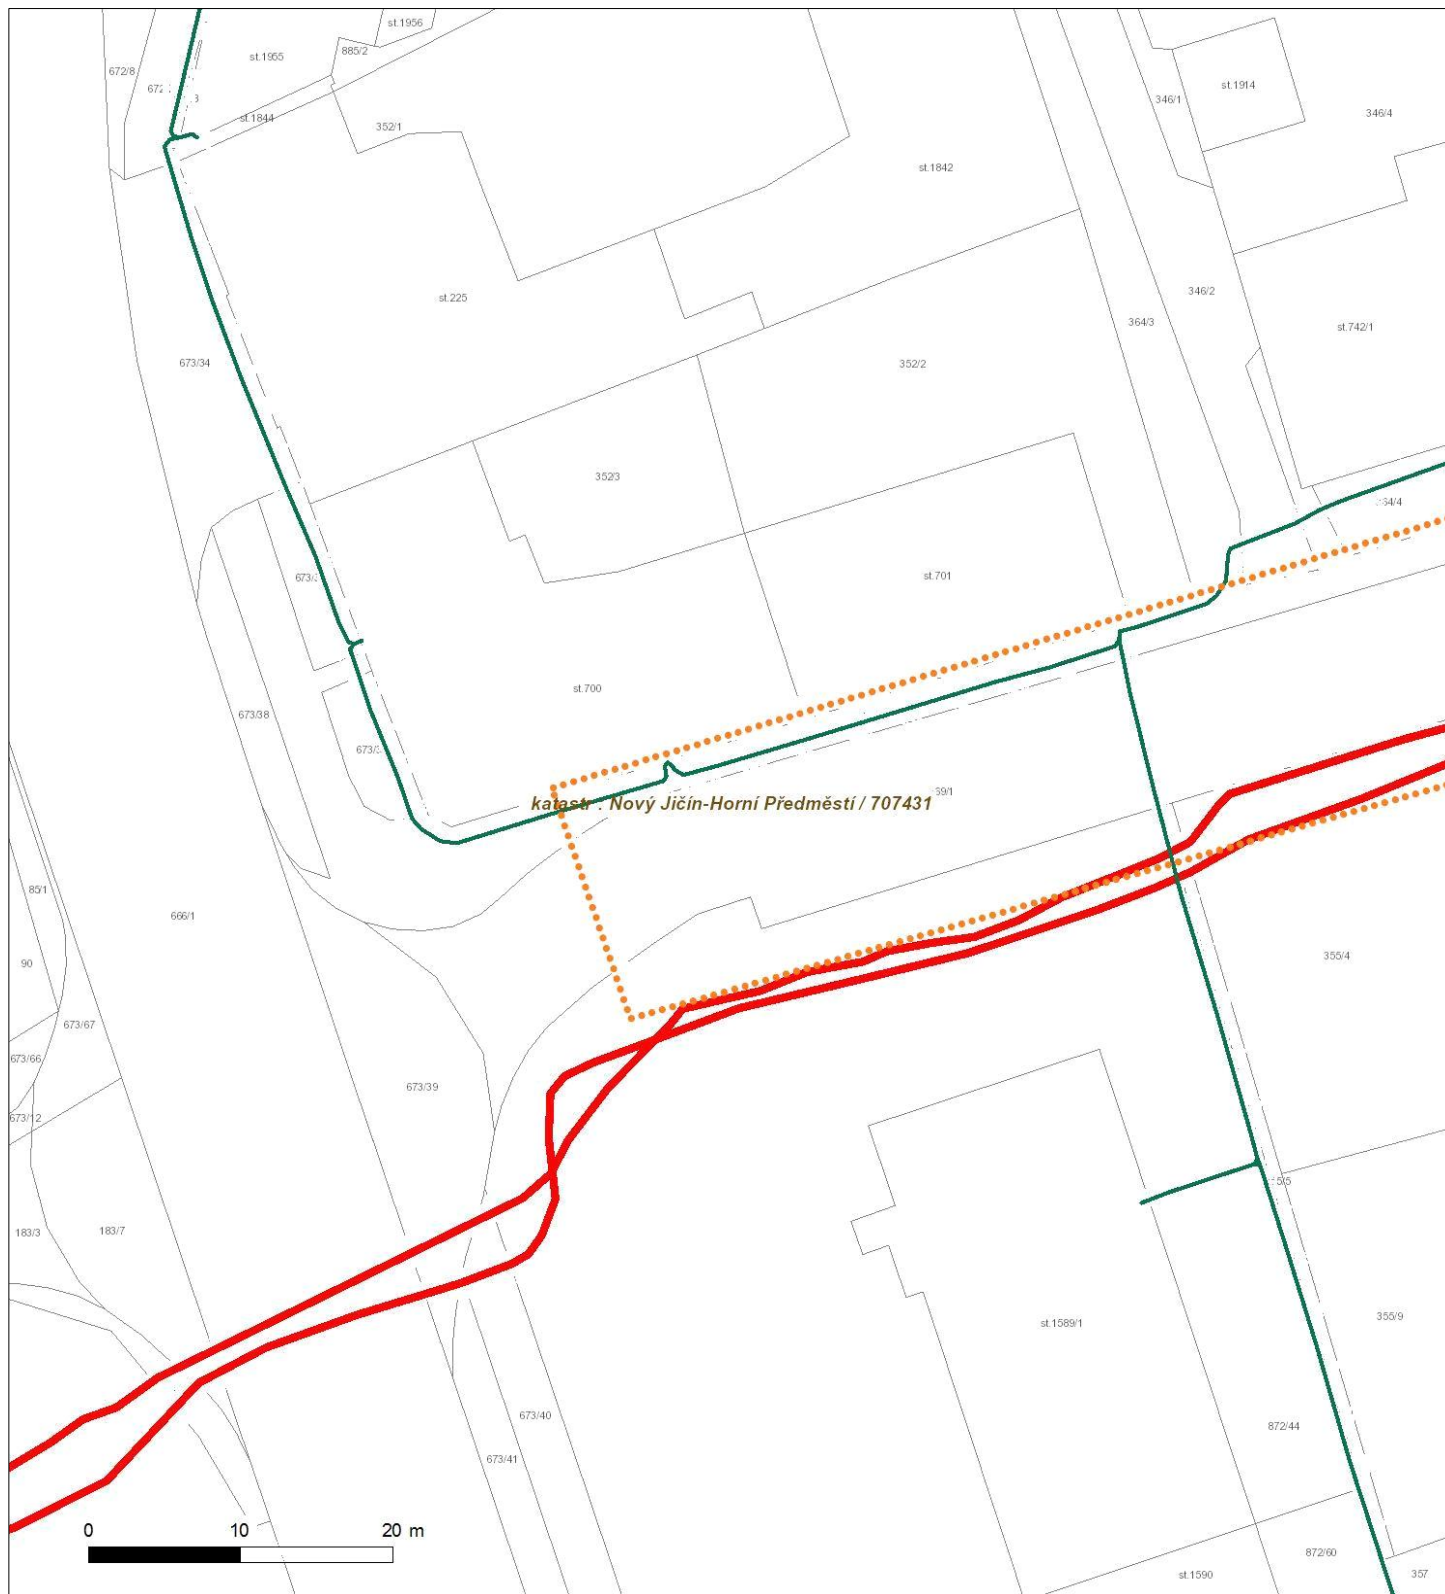 st.1956
885/2
st.1955
672/8
st.1844
352/1
346/1
st.1914
346/4
st.1842
st.225
346/2
364/3
st.742/1
673/34
352/2
352/3
st.701
st.700
673/38
katastr : Nový Jičín-Horní Předměstí / 707431
85/1
666/1
90
355/4
673/67
673/66
673/39
673/12
183/3
183/7
st.1589/1
355/9
673/40
872/44
673/41
0 10 20 m
872/60
st.1590
357